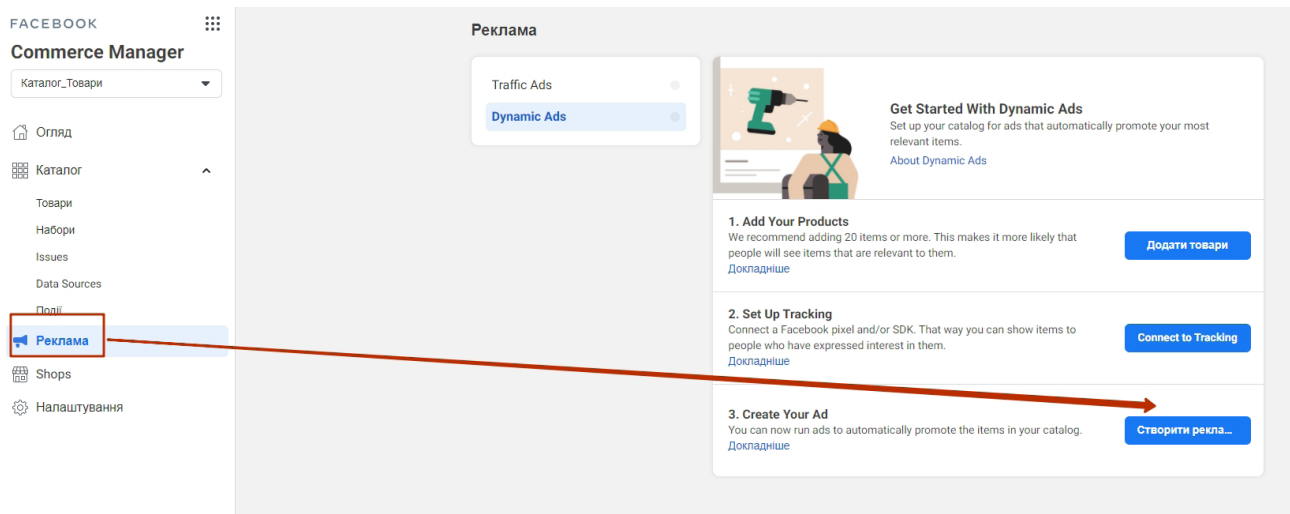 FACEBOOK
Commerce Manager
Каталог_Товари
Огляд
Каталог
Товари
Набори
Issues
Data Sources
Події
Реклама
Shops
Налаштування
Реклама
Traffic Ads
Dynamic Ads
Get Started With Dynamic Ads
Set up your catalog for ads that automatically promote your most
relevant items.
About Dynamic Ads
1. Add Your Products
We recommend adding 20 items or more. This makes it more likely that
people will see items that are relevant to them.
Докладніше
Додати товари
2. Set Up Tracking
Connect a Facebook pixel and/or SDK. That way you can show items to
people who have expressed interest in them.
Докладніше
Connect to Tracking
3. Create Your Ad
You can now run ads to automatically promote the items in your catalog.
Докладніше
Створити рекла...